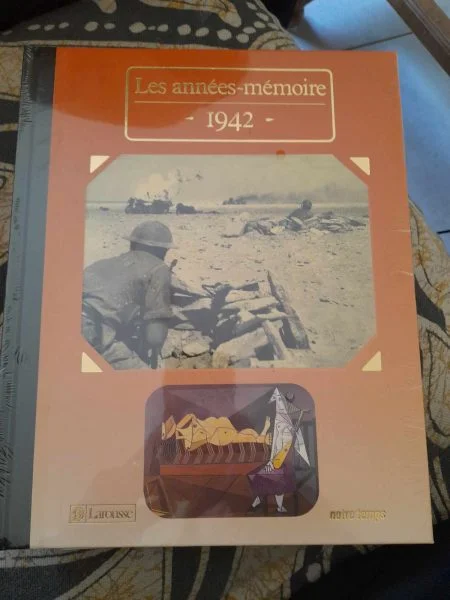 Les années-mémoire
- 1942 -
Larousse
notre temps